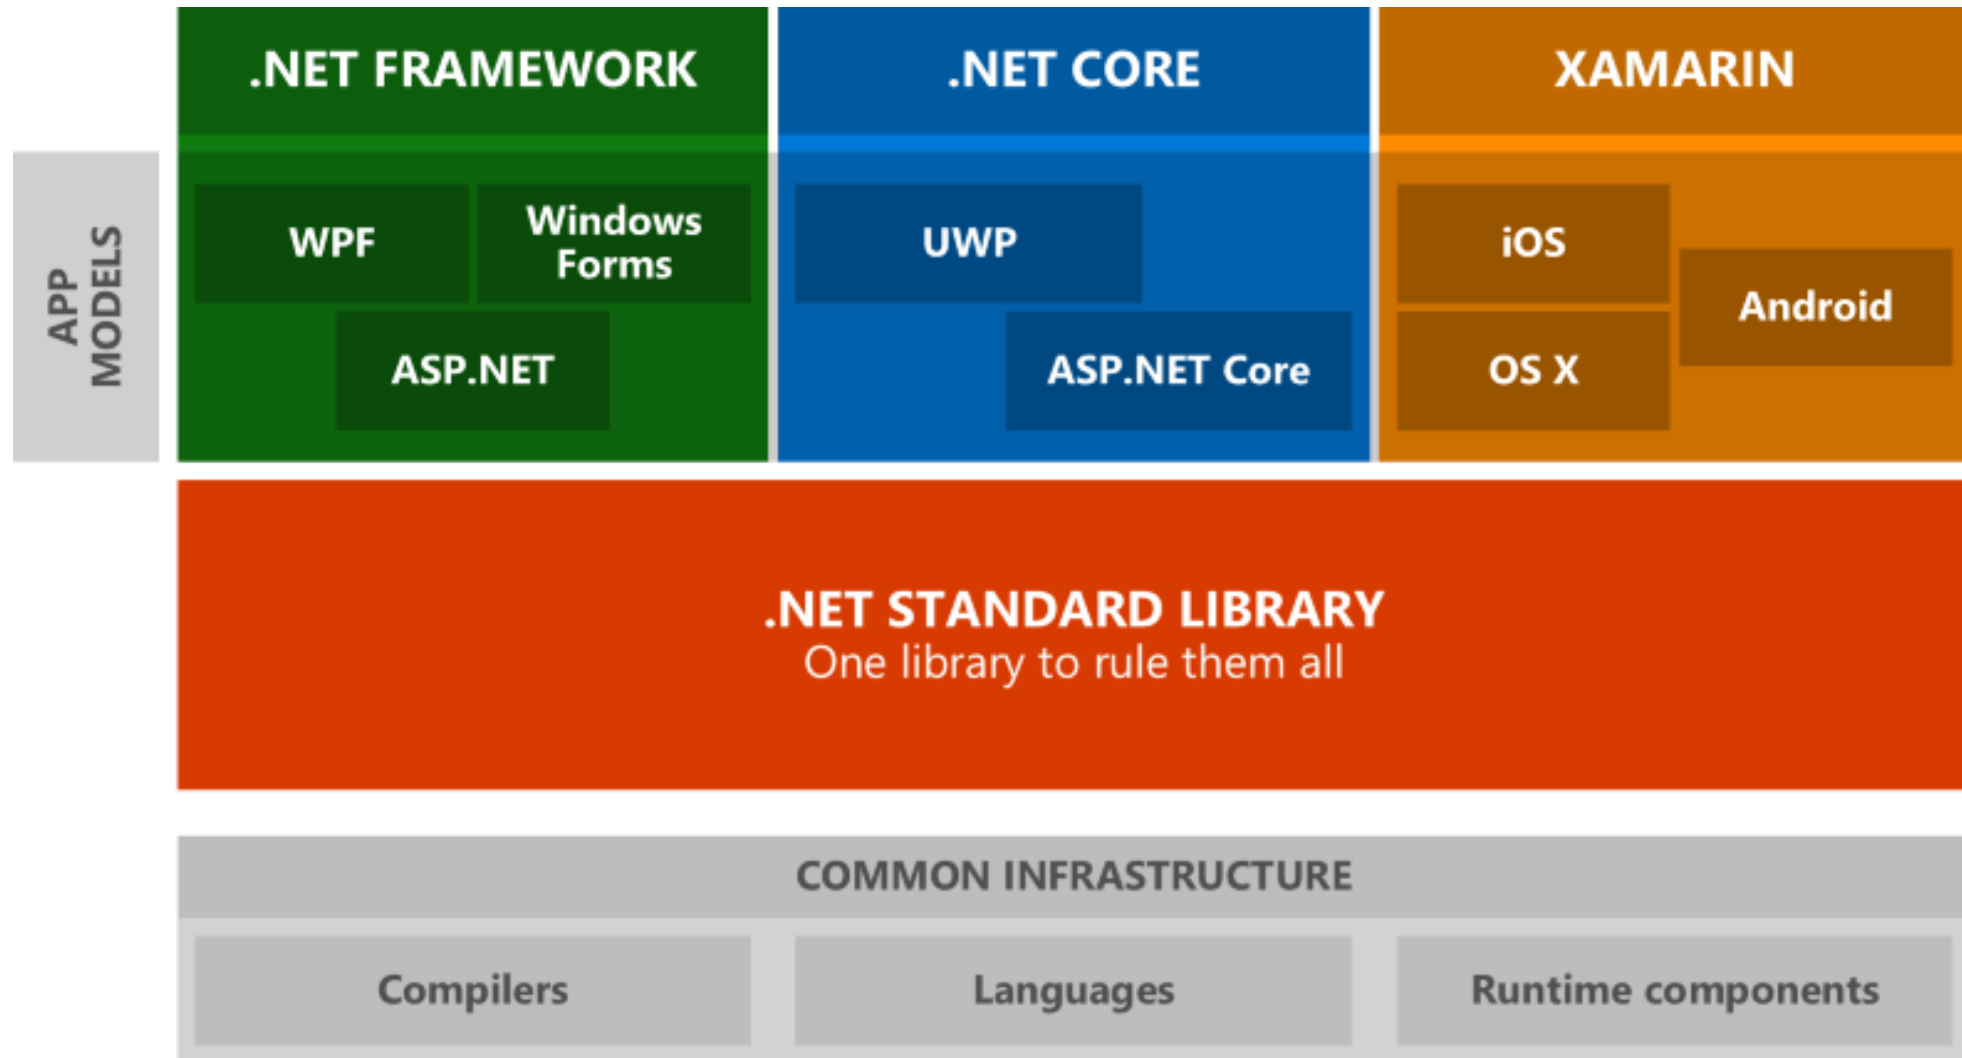 .NET FRAMEWORK
.NET CORE
XAMARIN
APP
MODELS
WPF
Windows
Forms
ASP.NET
UWP
ASP.NET Core
iOS
Android
OS X
.NET STANDARD LIBRARY
One library to rule them all
COMMON INFRASTRUCTURE
Compilers
Languages
Runtime components